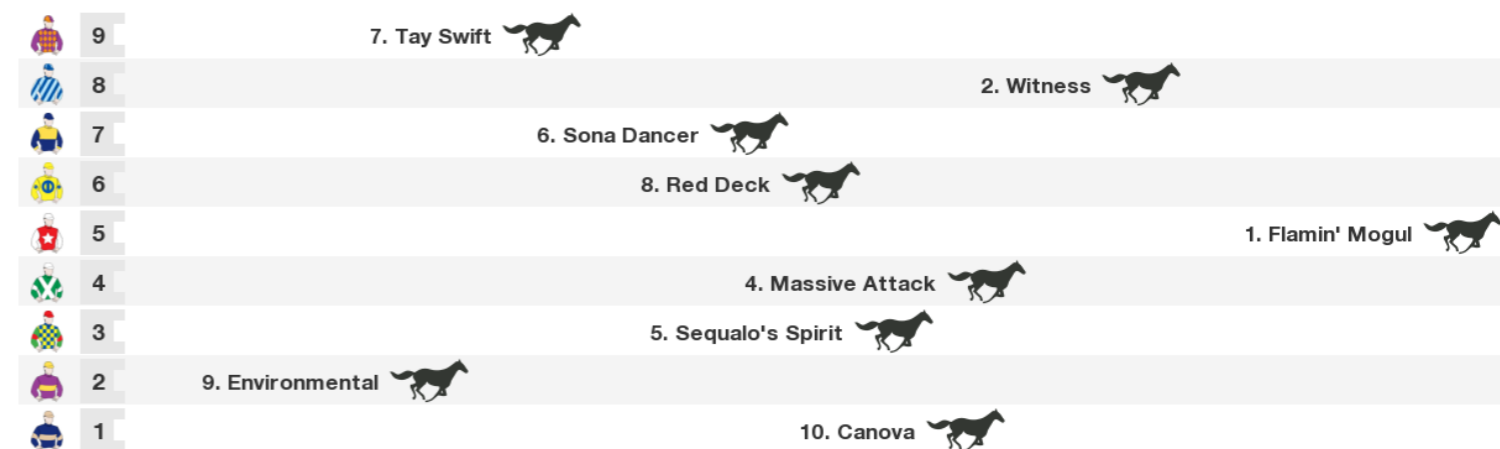 9 7. Tay Swift
8 2. Witness
7 6. Sona Dancer
6 8. Red Deck
5 1. Flamin' Mogul
4 4. Massive Attack
3 5. Sequalo's Spirit
2 9. Environmental
1 10. Canova